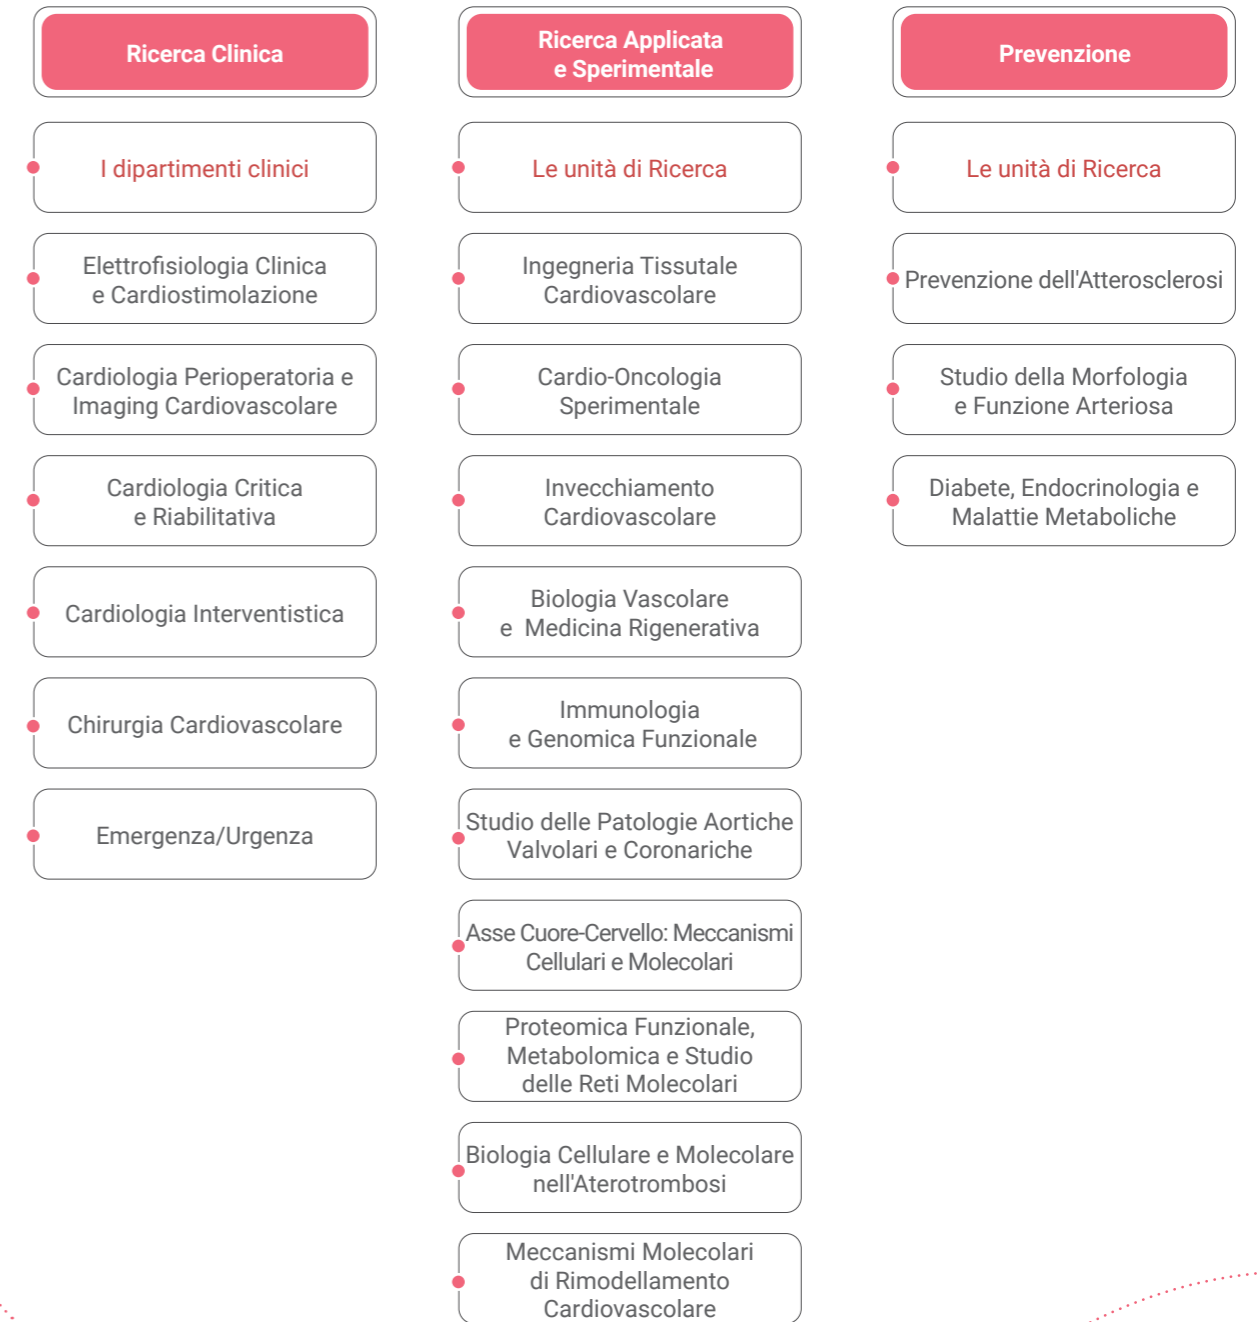 Ricerca Clinica
I dipartimenti clinici
Elettrofisiologia Clinica
e Cardiostimolazione
Cardiologia Perioperatoria e
Imaging Cardiovascolare
Cardiologia Critica
e Riabilitativa
Cardiologia Interventistica
Chirurgia Cardiovascolare
Emergenza/Urgenza
Ricerca Applicata
e Sperimentale
Le unità di Ricerca
Ingegneria Tissutale
Cardiovascolare
Cardio-Oncologia
Sperimentale
Invecchiamento
Cardiovascolare
Biologia Vascolare
e Medicina Rigenerativa
Immunologia
e Genomica Funzionale
Studio delle Patologie Aortiche
Valvolari e Coronariche
Asse Cuore-Cervello: Meccanismi
Cellulari e Molecolari
Proteomica Funzionale,
Metabolomica e Studio
delle Reti Molecolari
Biologia Cellulare e Molecolare
nell'Aterotrombosi
Meccanismi Molecolari
di Rimodellamento
Cardiovascolare
Prevenzione
Le unità di Ricerca
Prevenzione dell'Atterosclerosi
Studio della Morfologia
e Funzione Arteriosa
Diabete, Endocrinologia e
Malattie Metaboliche